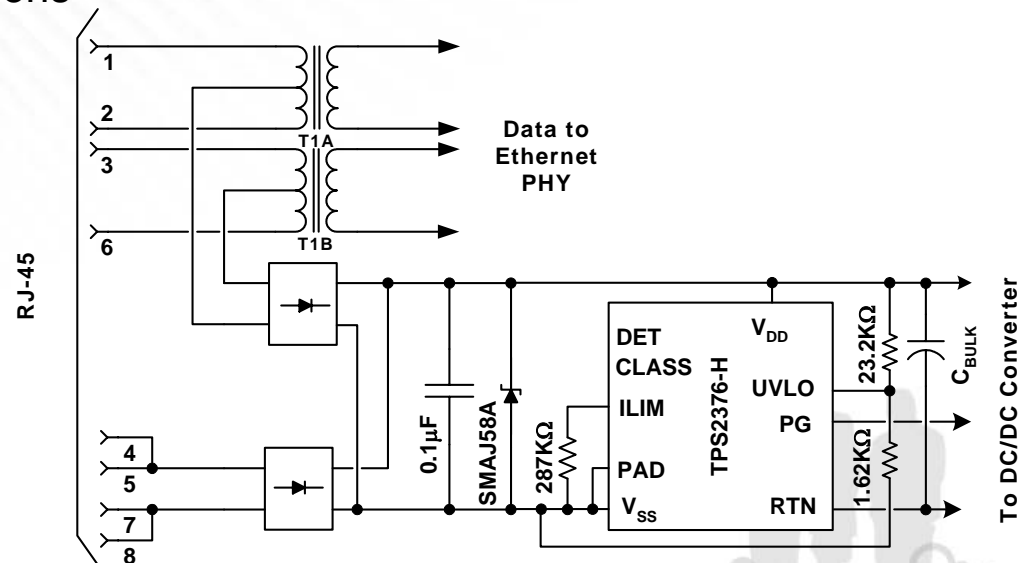 RJ-45
1
2
3
6
4
5
7
8
T1A
T1B
Data to
Ethernet
PHY
0.1μF
SMAJ58A
287KΩ
DET
CLASS
ILIM
PAD
VSS
TPS2376-H
VDD
UVLO
PG
RTN
23.2KΩ
1.62KΩ
CBULK
To DC/DC Converter